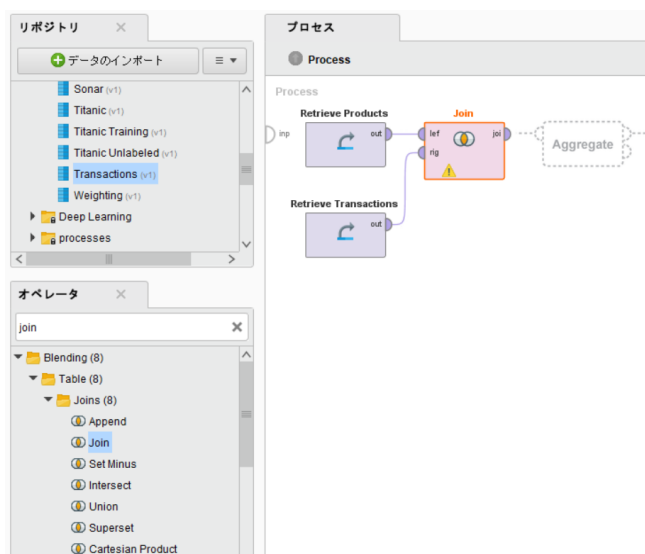 リポジトリ ×
データのインポート
Sonar (v1)
Titanic (v1)
Titanic Training (v1)
Titanic Unlabeled (v1)
Transactions (v1)
Weighting (v1)
Deep Learning
processes
オペレータ ×
join
Blending (8)
Table (8)
Joins (8)
Append
Join
Set Minus
Intersect
Union
Superset
Cartesian Product
プロセス
Process
Process
inp
Retrieve Products
out
Join
lef
rig
joi
Aggregate
Retrieve Transactions
out